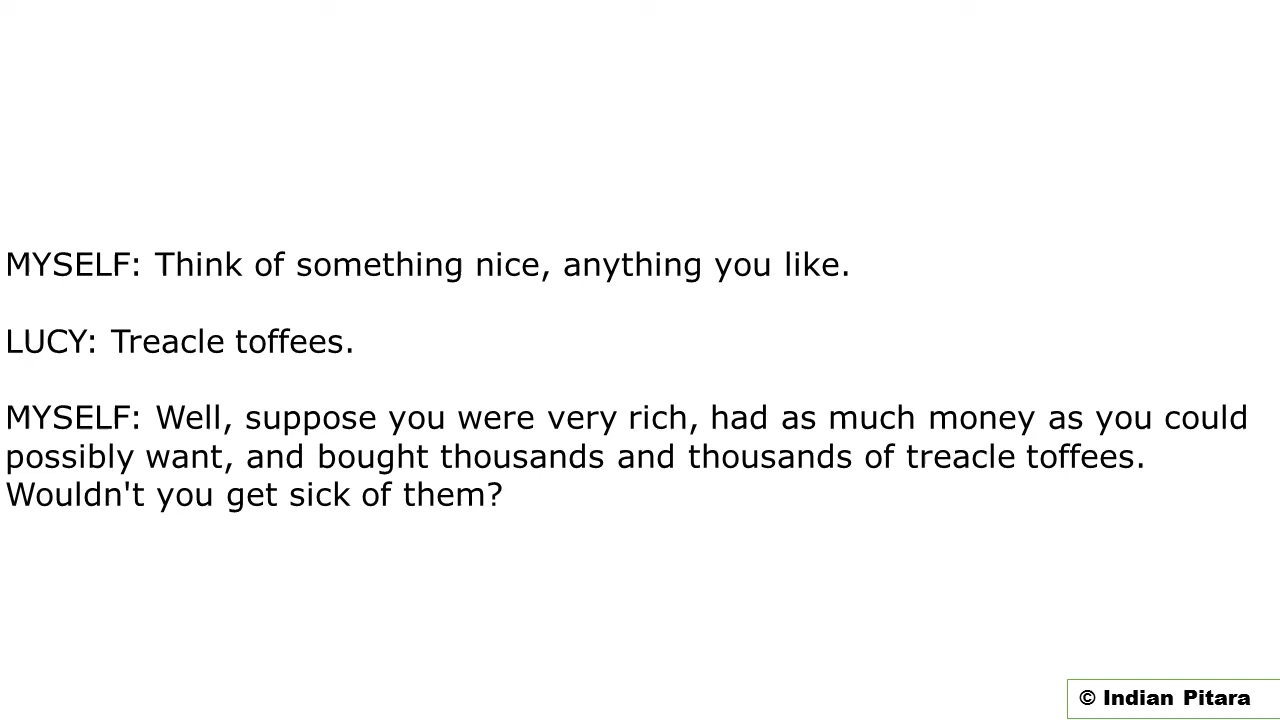 MYSELF: Think of something nice, anything you like.
LUCY: Treacle toffees.
MYSELF: Well, suppose you were very rich, had as much money as you could
possibly want, and bought thousands and thousands of treacle toffees.
Wouldn't you get sick of them?
© Indian Pitara